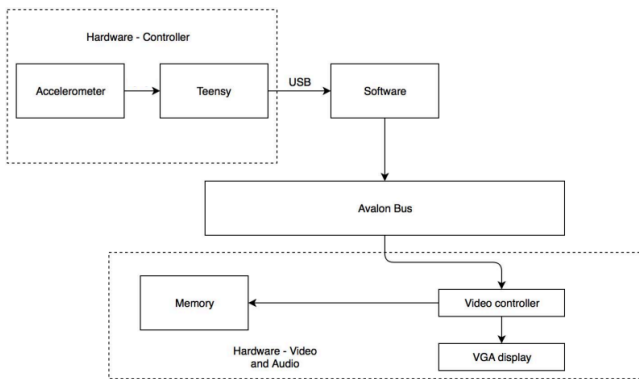 Hardware - Controller
Accelerometer
Teensy
USB
Software
Avalon Bus
Memory
Video controller
Hardware - Video
and Audio
VGA display